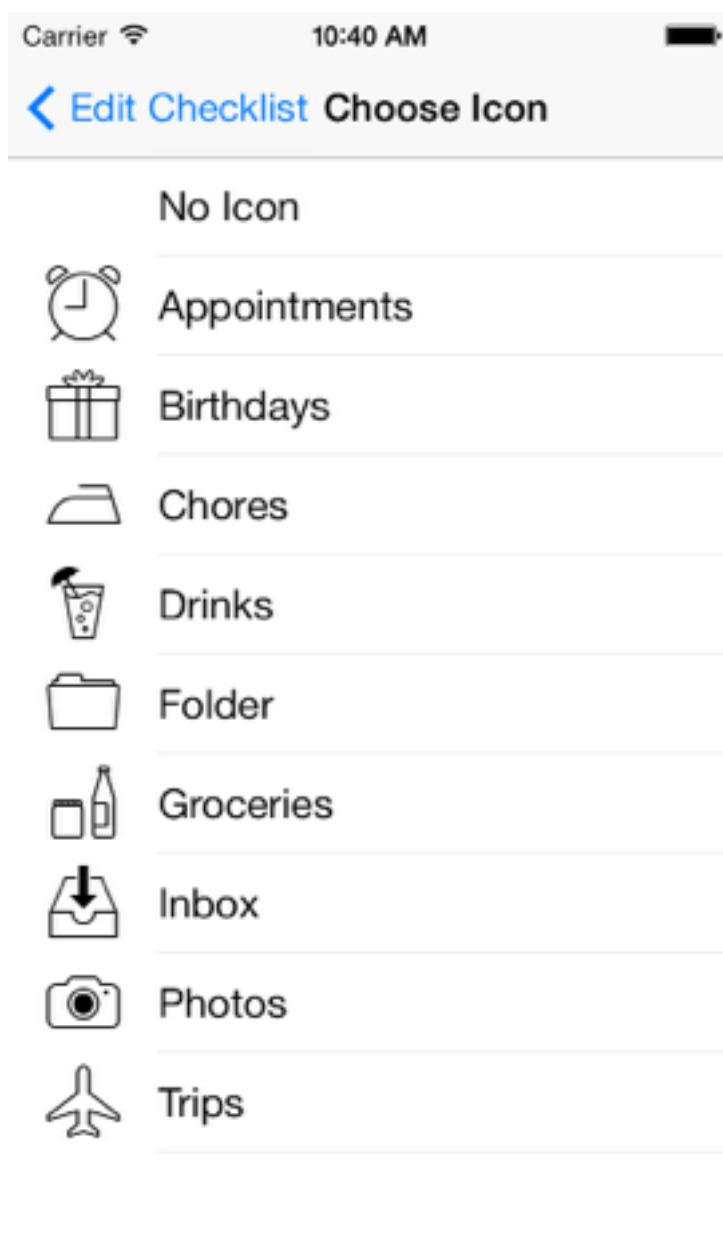 Carrier 10:40 AM
Edit Checklist Choose Icon
No Icon
Appointments
Birthdays
Chores
Drinks
Folder
Groceries
Inbox
Photos
Trips